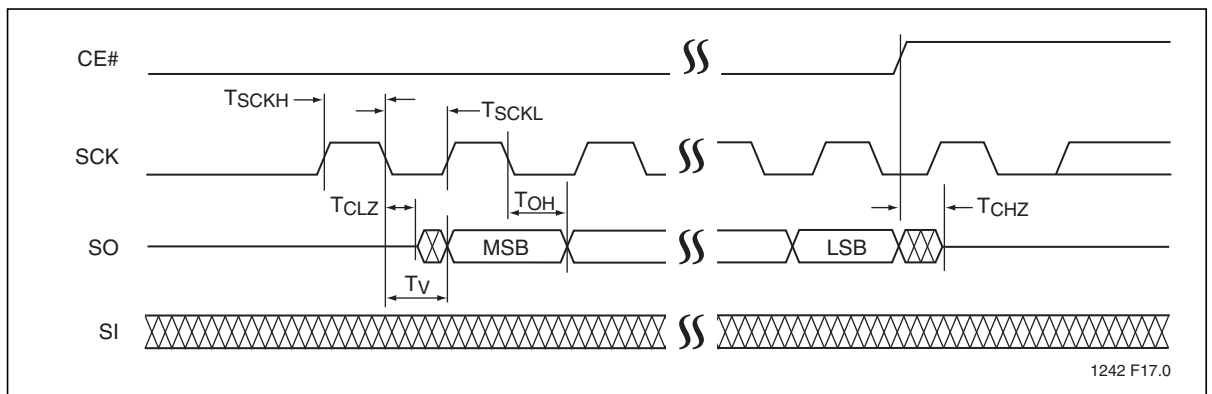 CE#
TSCKH
TSCKL
SCK
TCLZ
TOH
TCHZ
SO
MSB
LSB
TV
SI
1242 F17.0